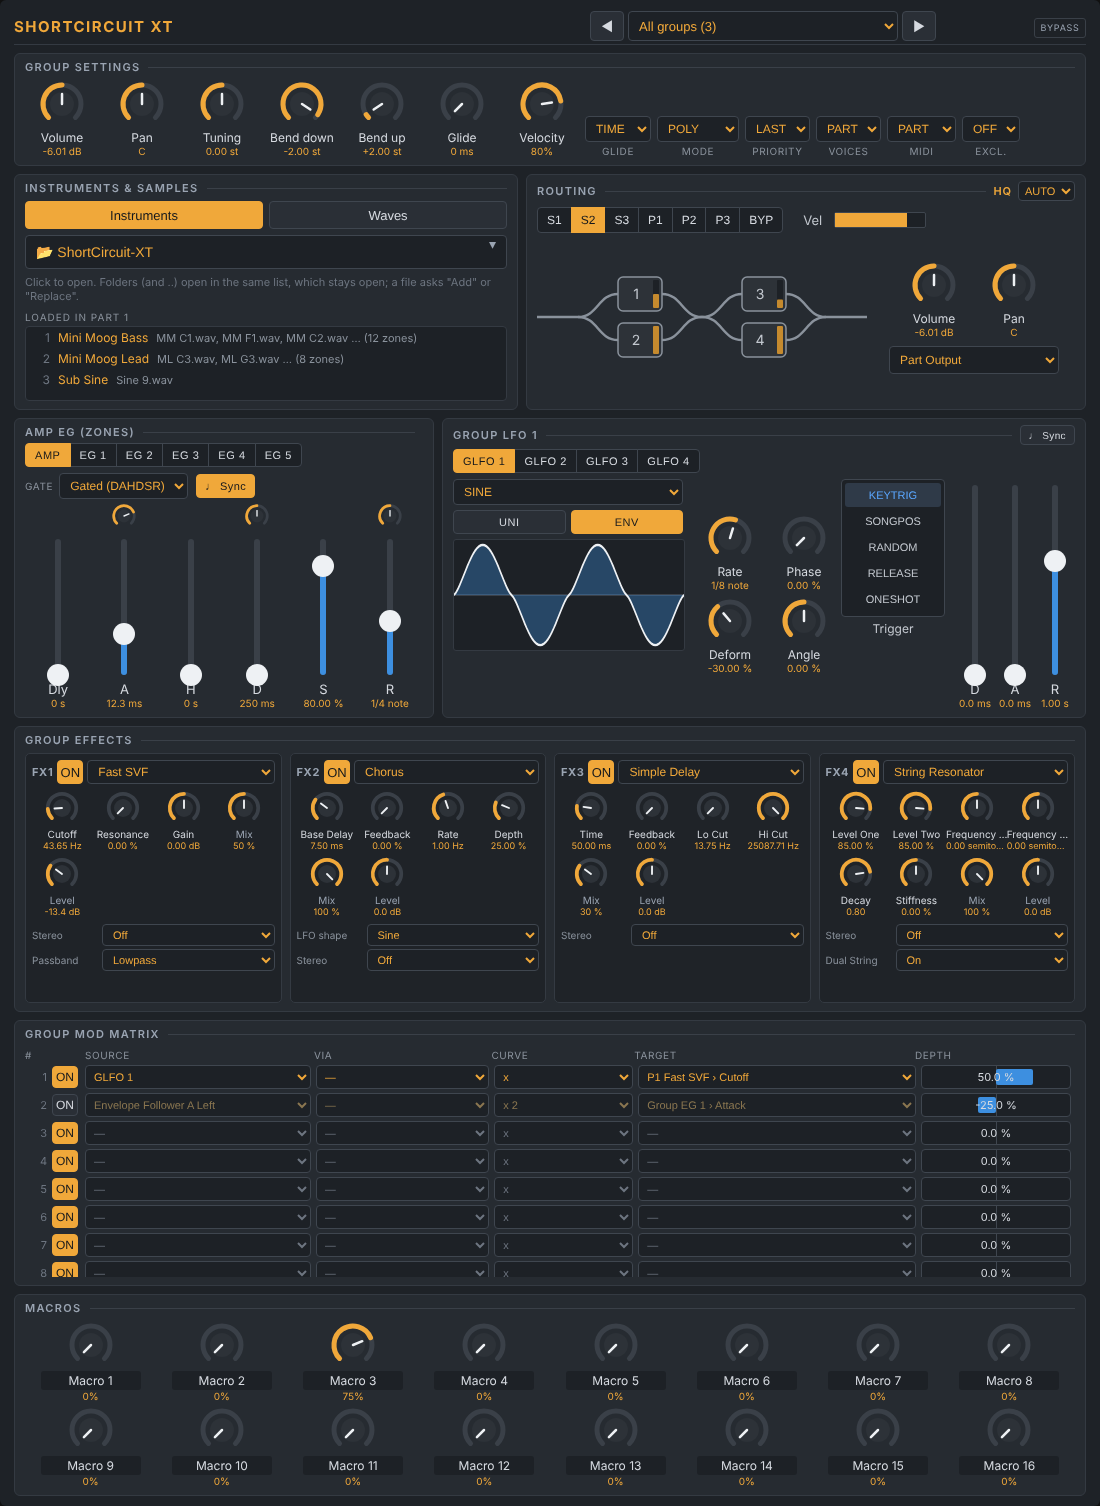 SHORTCIRCUIT XT
All groups (3)
BYPASS
GROUP SETTINGS
Volume Pan Tuning Bend down Bend up Glide Velocity
-6.01 dB C 0.00 st -2.00 st +2.00 st 0 ms 80%
TIME POLY LAST PART PART OFF
GLIDE MODE PRIORITY VOICES MIDI EXCL.
INSTRUMENTS & SAMPLES
Instruments Waves
ShortCircuit-XT
Click to open. Folders (and ..) open in the same list, which stays open; a file asks "Add" or
"Replace".
LOADED IN PART 1
1 Mini Moog Bass MM C1.wav, MM F1.wav, MM C2.wav ... (12 zones)
2 Mini Moog Lead ML C3.wav, ML G3.wav ... (8 zones)
3 Sub Sine Sine 9.wav
ROUTING HQ AUTO
S1 S2 S3 P1 P2 P3 BYP Vel
1 3
2 4
Volume Pan
-6.01 dB C
Part Output
AMP EG (ZONES)
AMP EG 1 EG 2 EG 3 EG 4 EG 5
GATE Gated (DAHDSR) ♩ Sync
Dly A H D S R
0 s 12.3 ms 0 s 250 ms 80.00 % 1/4 note
GROUP LFO 1 ♩ Sync
GLFO 1 GLFO 2 GLFO 3 GLFO 4
SINE
UNI ENV
Rate Phase
1/8 note 0.00 %
Deform Angle
-30.00 % 0.00 %
KEYTRIG
SONGPOS
RANDOM
RELEASE
ONESHOT
Trigger
D A R
0.0 ms 0.0 ms 1.00 s
GROUP EFFECTS
FX1 ON Fast SVF
Cutoff Resonance Gain Mix
43.65 Hz 0.00 % 0.00 dB 50 %
Level
-13.4 dB
Stereo Off
Passband Lowpass
FX2 ON Chorus
Base Delay Feedback Rate Depth
7.50 ms 0.00 % 1.00 Hz 25.00 %
Mix Level
100 % 0.0 dB
LFO shape Sine
Stereo Off
FX3 ON Simple Delay
Time Feedback Lo Cut Hi Cut
50.00 ms 0.00 % 13.75 Hz 25087.71 Hz
Mix Level
30 % 0.0 dB
Stereo Off
FX4 ON String Resonator
Level One Level Two Frequency ... Frequency ...
85.00 % 85.00 % 0.00 semito... 0.00 semito...
Decay Stiffness Mix Level
0.80 0.00 % 100 % 0.0 dB
Stereo Off
Dual String On
GROUP MOD MATRIX
# SOURCE VIA CURVE TARGET DEPTH
1 ON GLFO 1 — x P1 Fast SVF › Cutoff 50.0 %
2 ON Envelope Follower A Left — x 2 Group EG 1 › Attack -25.0 %
3 ON — — x — 0.0 %
4 ON — — x — 0.0 %
5 ON — — x — 0.0 %
6 ON — — x — 0.0 %
7 ON — — x — 0.0 %
8 ON — — x — 0.0 %
MACROS
Macro 1 Macro 2 Macro 3 Macro 4 Macro 5 Macro 6 Macro 7 Macro 8
0% 0% 75% 0% 0% 0% 0% 0%
Macro 9 Macro 10 Macro 11 Macro 12 Macro 13 Macro 14 Macro 15 Macro 16
0% 0% 0% 0% 0% 0% 0% 0%